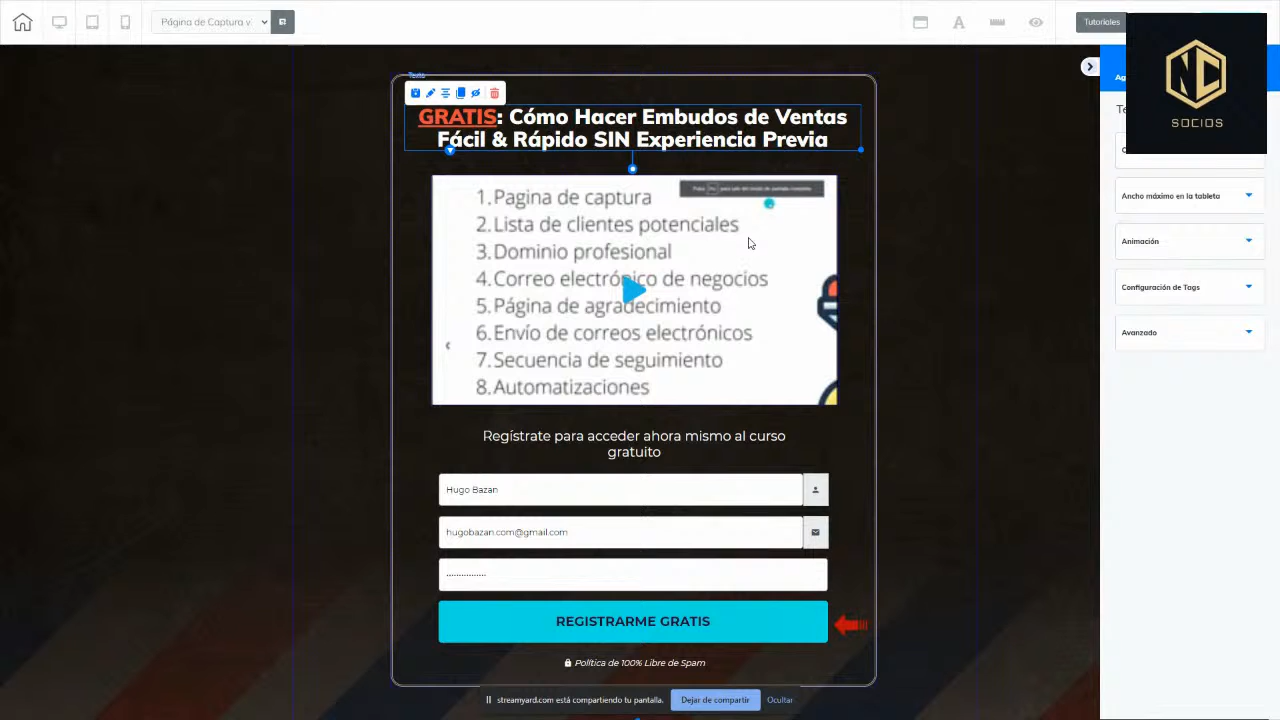 Página de Captura v
Tutoriales
NC
SOCIOS
Texto
GRATIS: Cómo Hacer Embudos de Ventas
Fácil & Rápido SIN Experiencia Previa
1. Pagina de captura
2. Lista de clientes potenciales
3. Dominio profesional
4. Correo electrónico de negocios
5. Página de agradecimiento
6. Envío de correos electrónicos
7. Secuencia de seguimiento
8. Automatizaciones
Regístrate para acceder ahora mismo al curso
gratuito
Hugo Bazan
hugobazan.com@gmail.com
REGISTRARME GRATIS
Política de 100% Libre de Spam
streamyard.com está compartiendo tu pantalla.
Dejar de compartir
Ocultar
Ancho máximo en la tableta
Animación
Configuración de Tags
Avanzado